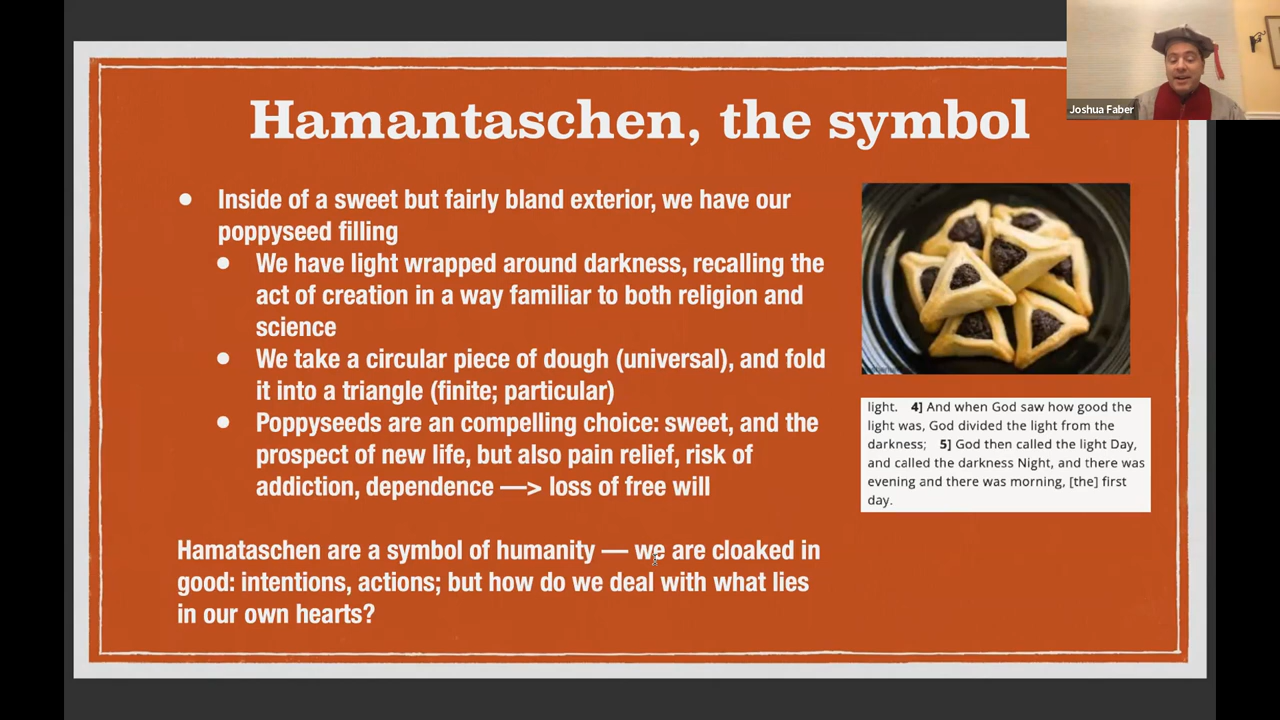 Hamantaschen, the symbol
Joshua Faber
• Inside of a sweet but fairly bland exterior, we have our
poppyseed filling
• We have light wrapped around darkness, recalling the
act of creation in a way familiar to both religion and
science
• We take a circular piece of dough (universal), and fold
it into a triangle (finite; particular)
• Poppyseeds are an compelling choice: sweet, and the
prospect of new life, but also pain relief, risk of
addiction, dependence —> loss of free will
Hamataschen are a symbol of humanity — we are cloaked in
good: intentions, actions; but how do we deal with what lies
in our own hearts?
light. 4] And when God saw how good the
light was, God divided the light from the
darkness; 5] God then called the light Day,
and called the darkness Night, and there was
evening and there was morning, [the] first
day.